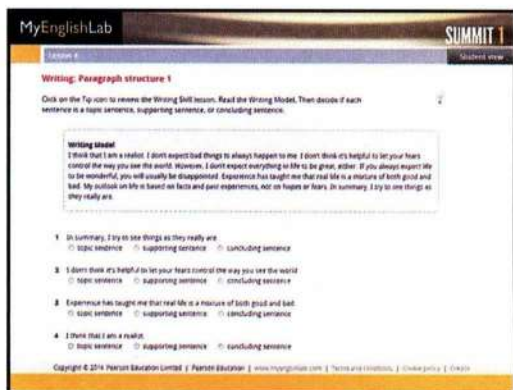 MyEnglishLab
SUMMIT 1
Lesson 4
Student view
Writing: Paragraph structure 1
Click on the Tip icon to review the Writing Skill lesson. Read the Writing Model. Then decide if each
sentence is a topic sentence, supporting sentence, or concluding sentence.
Writing Model
I think that I am a realist. I don't expect bad things to always happen to me. I don't think it's helpful to let your fears
control the way you see the world. However, I don't expect everything in life to be great, either. If you always expect life
to be wonderful, you will usually be disappointed. Experience has taught me that real life is a mixture of both good and
bad. My outlook on life is based on facts and past experiences, not on hopes or fears. In summary, I try to see things as
they really are.
1 In summary, I try to see things as they really are
topic sentence supporting sentence concluding sentence
2 I don't think it's helpful to let your fears control the way you see the world
topic sentence supporting sentence concluding sentence
3 Experience has taught me that real life is a mixture of both good and bad.
topic sentence supporting sentence concluding sentence
4 I think that I am a realist.
topic sentence supporting sentence concluding sentence
Copyright © 2014 Pearson Education Limited | Pearson Education | www.myenglishlab.com | Terms and conditions | Cookie policy | Credits